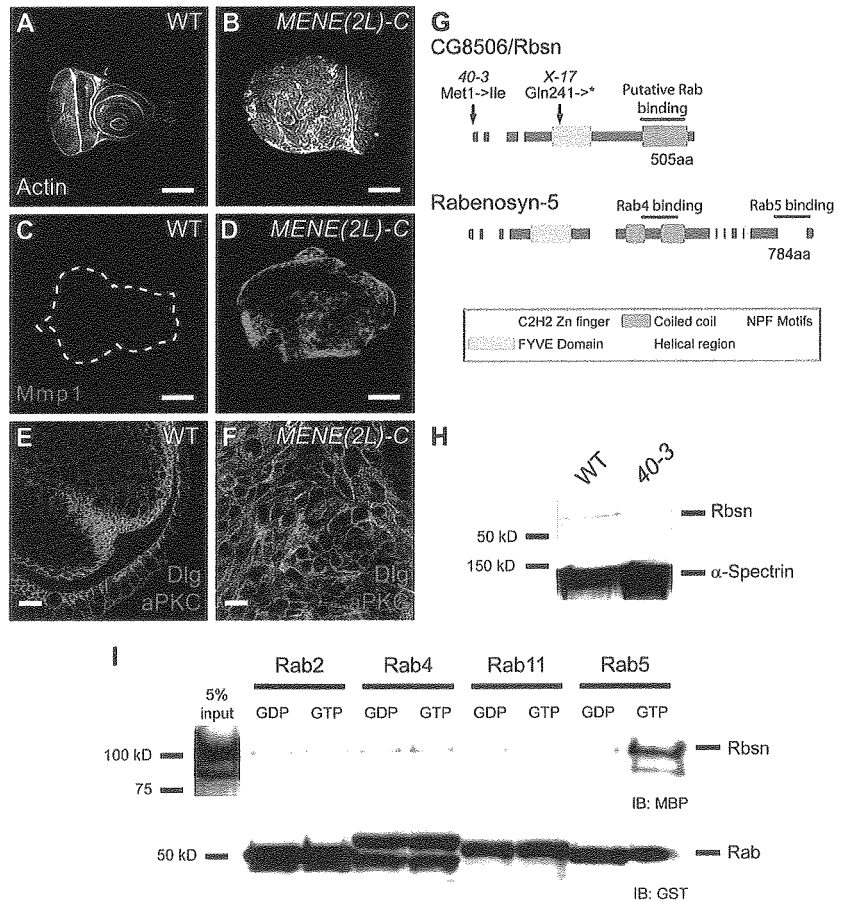 A WT
B MENE(2L)-C
Actin
C WT
D MENE(2L)-C
Mmp1
E WT
F MENE(2L)-C
Dlg
aPKC
Dlg
aPKC
G
CG8506/Rbsn
40-3
Met1->Ile
X-17
Gln241->*
Putative Rab
binding
505aa
Rabenosyn-5
Rab4 binding
Rab5 binding
784aa
C2H2 Zn finger
Coiled coil
NPF Motifs
FYVE Domain
Helical region
H
WT
40-3
Rbsn
50 kD
150 kD
α-Spectrin
I
Rab2
Rab4
Rab11
Rab5
5%
input
GDP GTP GDP GTP GDP GTP GDP GTP
100 kD
Rbsn
75
IB: MBP
50 kD
Rab
IB: GST